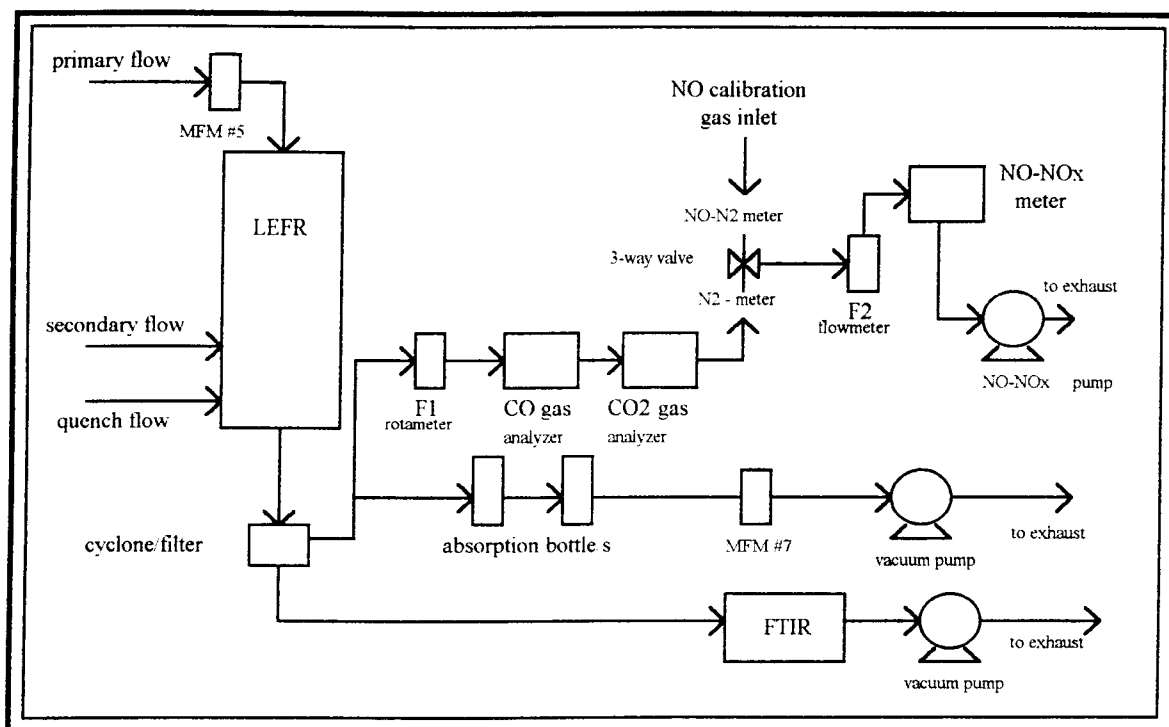 primary flow
MFM #5
NO calibration
gas inlet
NO-NOx
meter
LEFR
NO-N2 meter
3-way valve
N2 - meter
F2
flowmeter
to exhaust
NO-NOx pump
secondary flow
quench flow
F1
rotameter
CO gas
analyzer
CO2 gas
analyzer
cyclone/filter
absorption bottle s
MFM #7
vacuum pump
to exhaust
FTIR
vacuum pump
to exhaust